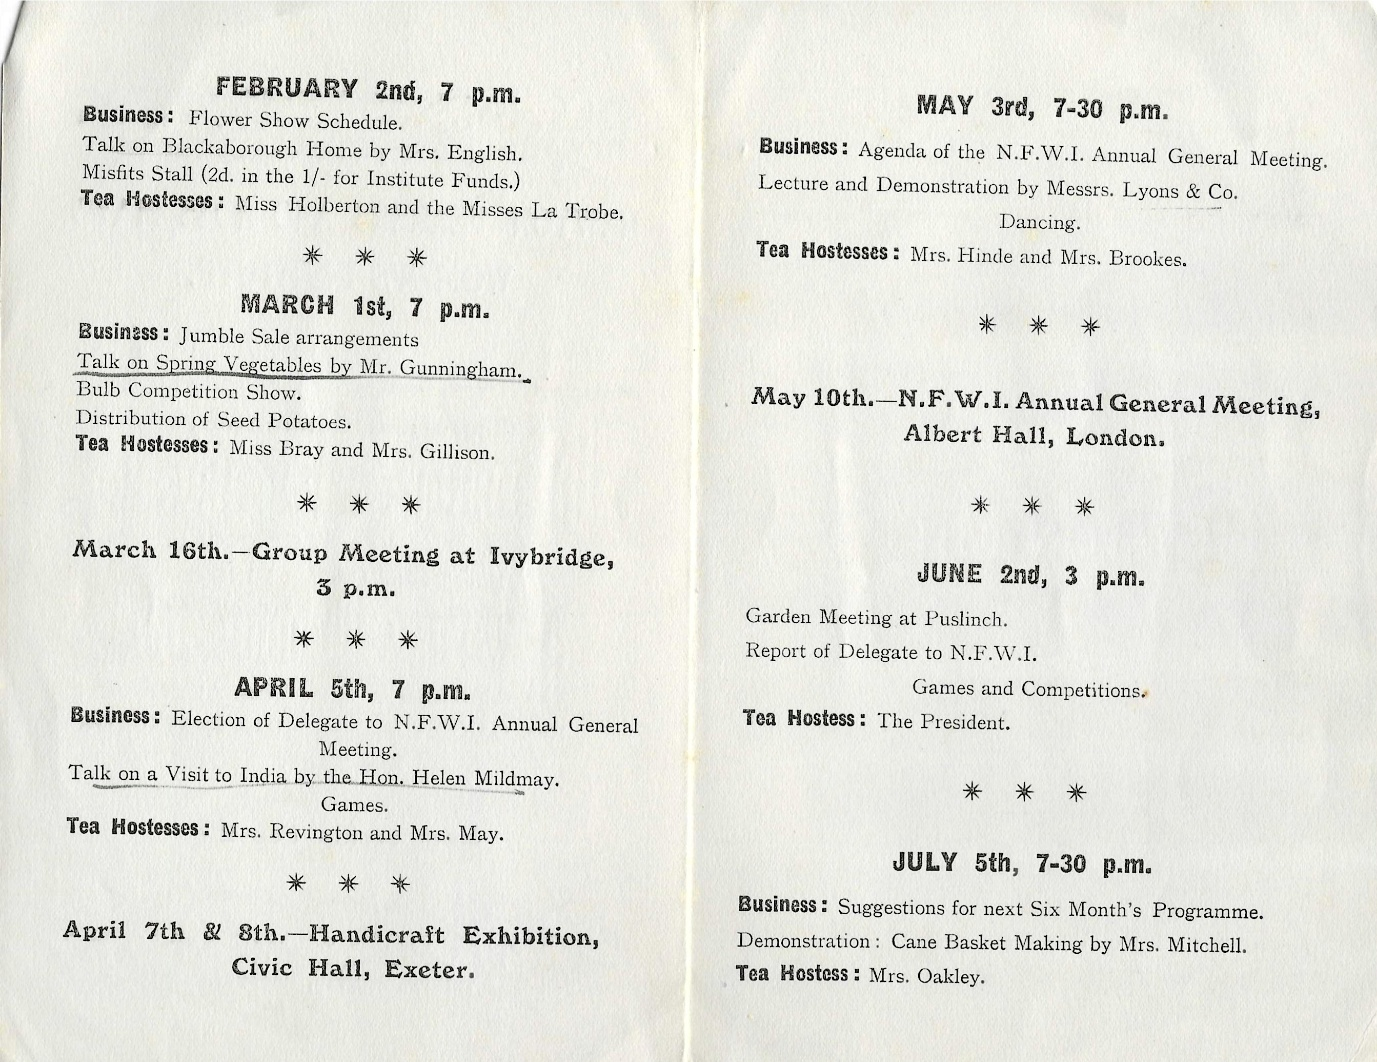 FEBRUARY 2nd, 7 p.m.
Business: Flower Show Schedule.
Talk on Blackaborough Home by Mrs. English.
Misfits Stall (2d. in the 1/- for Institute Funds.)
Tea Hostesses: Miss Holberton and the Misses La Trobe.
* * *
MARCH 1st, 7 p.m.
Business: Jumble Sale arrangements
Talk on Spring Vegetables by Mr. Gunningham.
Bulb Competition Show.
Distribution of Seed Potatoes.
Tea Hostesses: Miss Bray and Mrs. Gillison.
* * *
March 16th.—Group Meeting at Ivybridge,
3 p.m.
* * *
APRIL 5th, 7 p.m.
Business: Election of Delegate to N.F.W.I. Annual General
Meeting.
Talk on a Visit to India by the Hon. Helen Mildmay.
Games.
Tea Hostesses: Mrs. Revington and Mrs. May.
* * *
April 7th & 8th.—Handicraft Exhibition,
Civic Hall, Exeter.
MAY 3rd, 7-30 p.m.
Business: Agenda of the N.F.W.I. Annual General Meeting.
Lecture and Demonstration by Messrs. Lyons & Co.
Dancing.
Tea Hostesses: Mrs. Hinde and Mrs. Brookes.
* * *
May 10th.—N.F.W.I. Annual General Meeting,
Albert Hall, London.
* * *
JUNE 2nd, 3 p.m.
Garden Meeting at Puslinch.
Report of Delegate to N.F.W.I.
Games and Competitions.
Tea Hostess: The President.
* * *
JULY 5th, 7-30 p.m.
Business: Suggestions for next Six Month's Programme.
Demonstration: Cane Basket Making by Mrs. Mitchell.
Tea Hostess: Mrs. Oakley.